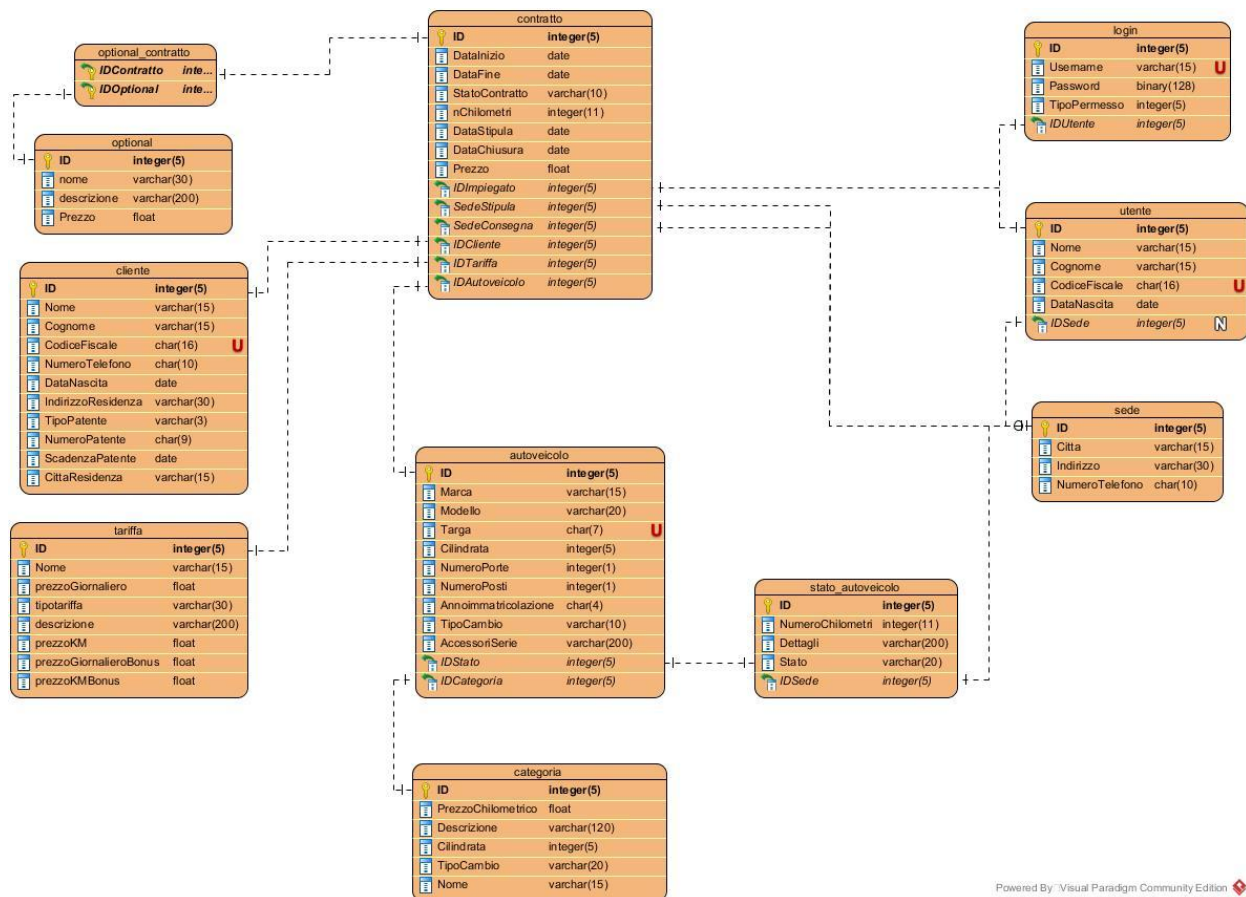 contratto
ID integer(5)
DataInizio date
DataFine date
StatoContratto varchar(10)
nChilometri integer(11)
DataStipula date
DataChiusura date
Prezzo float
IDImpiegato integer(5)
SedeStipula integer(5)
SedeConsegna integer(5)
IDCliente integer(5)
IDTariffa integer(5)
IDAutoveicolo integer(5)
optional_contratto
IDContratto inte...
IDOptional inte...
optional
ID integer(5)
nome varchar(30)
descrizione varchar(200)
Prezzo float
cliente
ID integer(5)
Nome varchar(15)
Cognome varchar(15)
CodiceFiscale char(16) U
NumeroTelefono char(10)
DataNascita date
IndirizzoResidenza varchar(30)
TipoPatente varchar(3)
NumeroPatente char(9)
ScadenzaPatente date
CittaResidenza varchar(15)
tariffa
ID integer(5)
Nome varchar(15)
prezzoGiornaliero float
tipotariffa varchar(30)
descrizione varchar(200)
prezzoKM float
prezzoGiornalieroBonus float
prezzoKMBonus float
login
ID integer(5)
Username varchar(15) U
Password binary(128)
TipoPermesso integer(5)
IDUtente integer(5)
utente
ID integer(5)
Nome varchar(15)
Cognome varchar(15)
CodiceFiscale char(16) U
DataNascita date
IDSede integer(5) N
sede
ID integer(5)
Citta varchar(15)
Indirizzo varchar(30)
NumeroTelefono char(10)
autoveicolo
ID integer(5)
Marca varchar(15)
Modello varchar(20)
Targa char(7) U
Cilindrata integer(5)
NumeroPorte integer(1)
NumeroPosti integer(1)
Annoimmatricolazione char(4)
TipoCambio varchar(10)
AccessoriSerie varchar(200)
IDStato integer(5)
IDCategoria integer(5)
stato_autoveicolo
ID integer(5)
NumeroChilometri integer(11)
Dettagli varchar(200)
Stato varchar(20)
IDSede integer(5)
categoria
ID integer(5)
PrezzoChilometrico float
Descrizione varchar(120)
Cilindrata integer(5)
TipoCambio varchar(20)
Nome varchar(15)
Powered By Visual Paradigm Community Edition